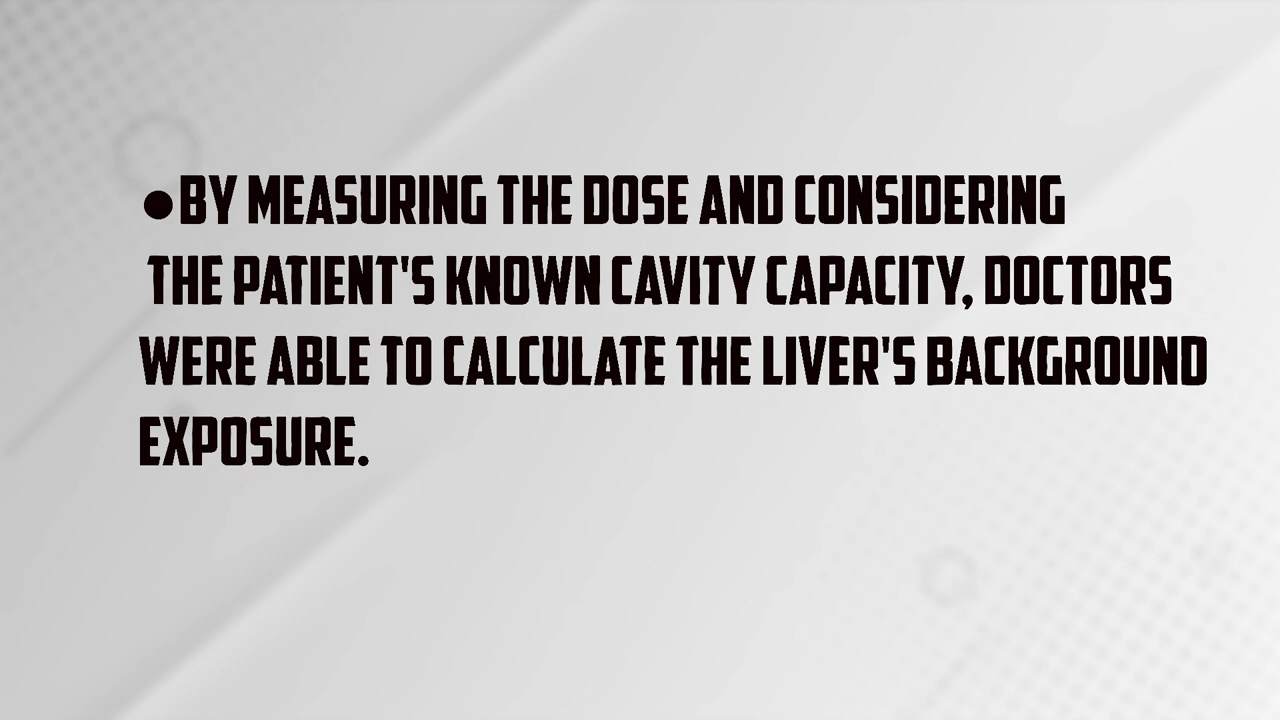 ●BY MEASURING THE DOSE AND CONSIDERING
THE PATIENT'S KNOWN CAVITY CAPACITY, DOCTORS
WERE ABLE TO CALCULATE THE LIVER'S BACKGROUND
EXPOSURE.